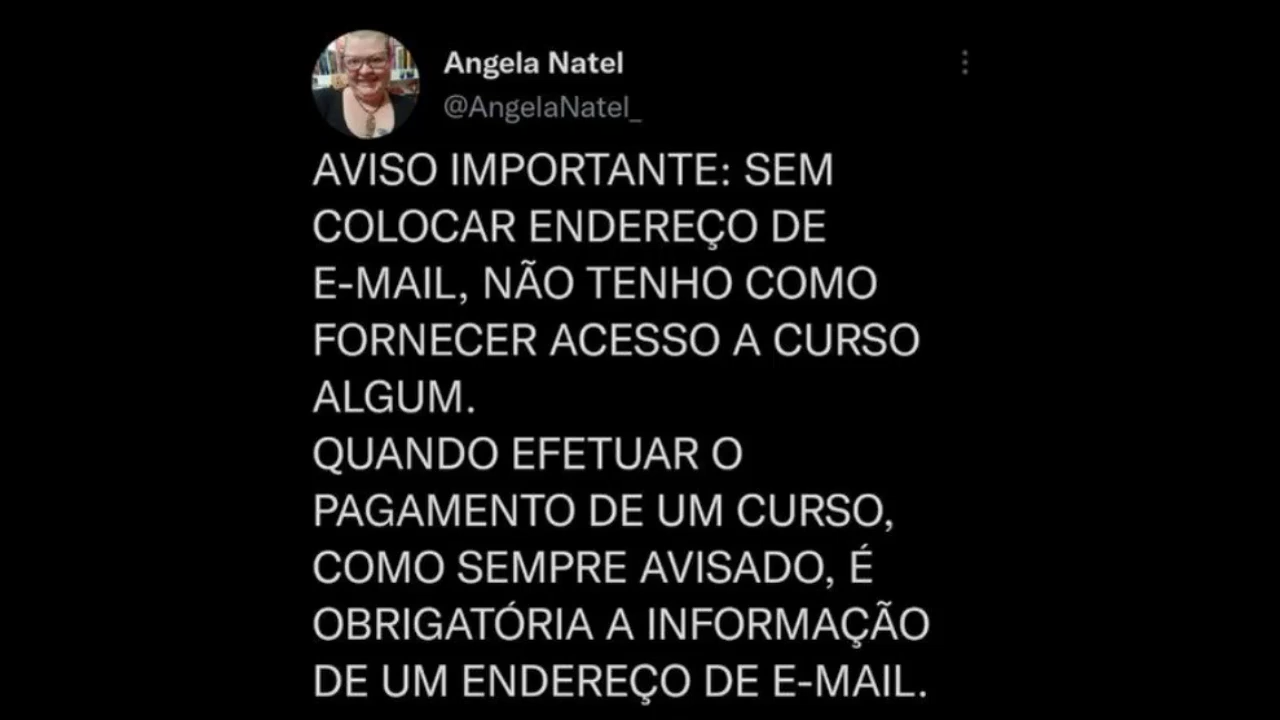 Angela Natel
@AngelaNatel_
AVISO IMPORTANTE: SEM
COLOCAR ENDEREÇO DE
E-MAIL, NÃO TENHO COMO
FORNECER ACESSO A CURSO
ALGUM.
QUANDO EFETUAR O
PAGAMENTO DE UM CURSO,
COMO SEMPRE AVISADO, É
OBRIGATÓRIA A INFORMAÇÃO
DE UM ENDEREÇO DE E-MAIL.